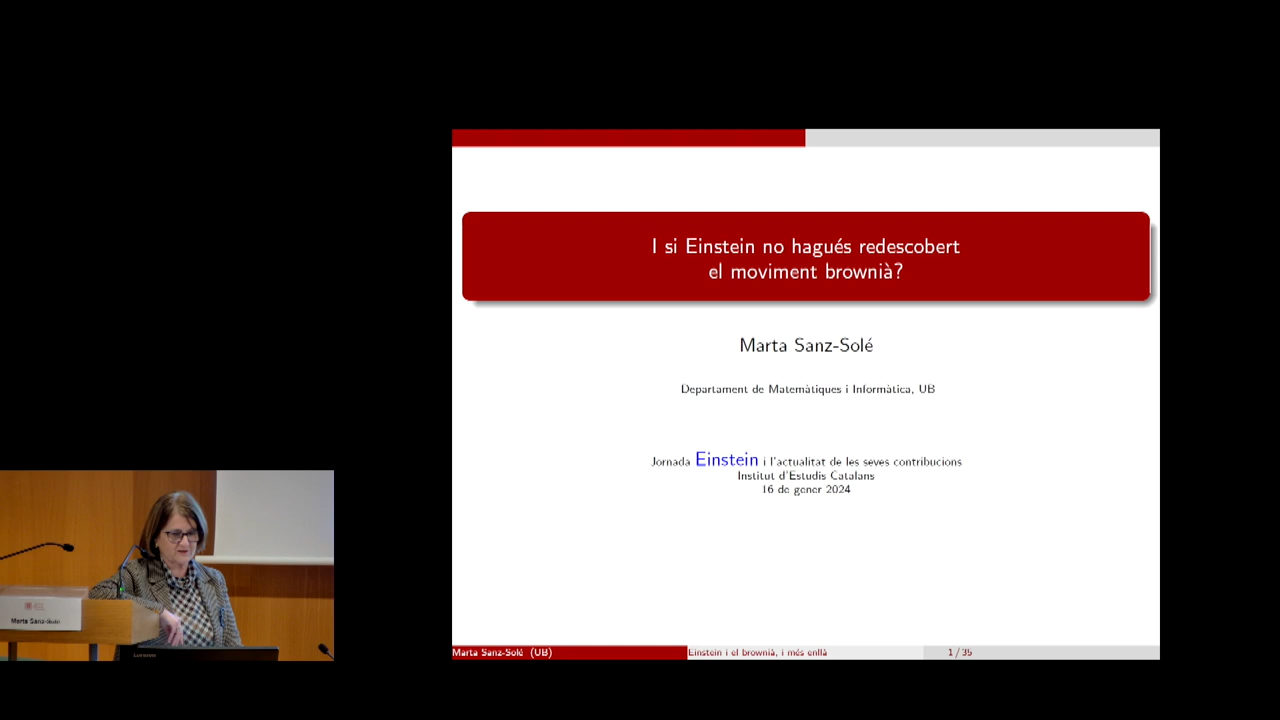 I si Einstein no hagués redescobert
el moviment brownià?
Marta Sanz-Solé
Departament de Matemàtiques i Informàtica, UB
Jornada Einstein i l'actualitat de les seves contribucions
Institut d'Estudis Catalans
16 de gener 2024
Marta Sanz-Solé (UB)
Einstein i el brownià, i més enllà
1 / 35
Marta Sanz-Solé
Lenovo